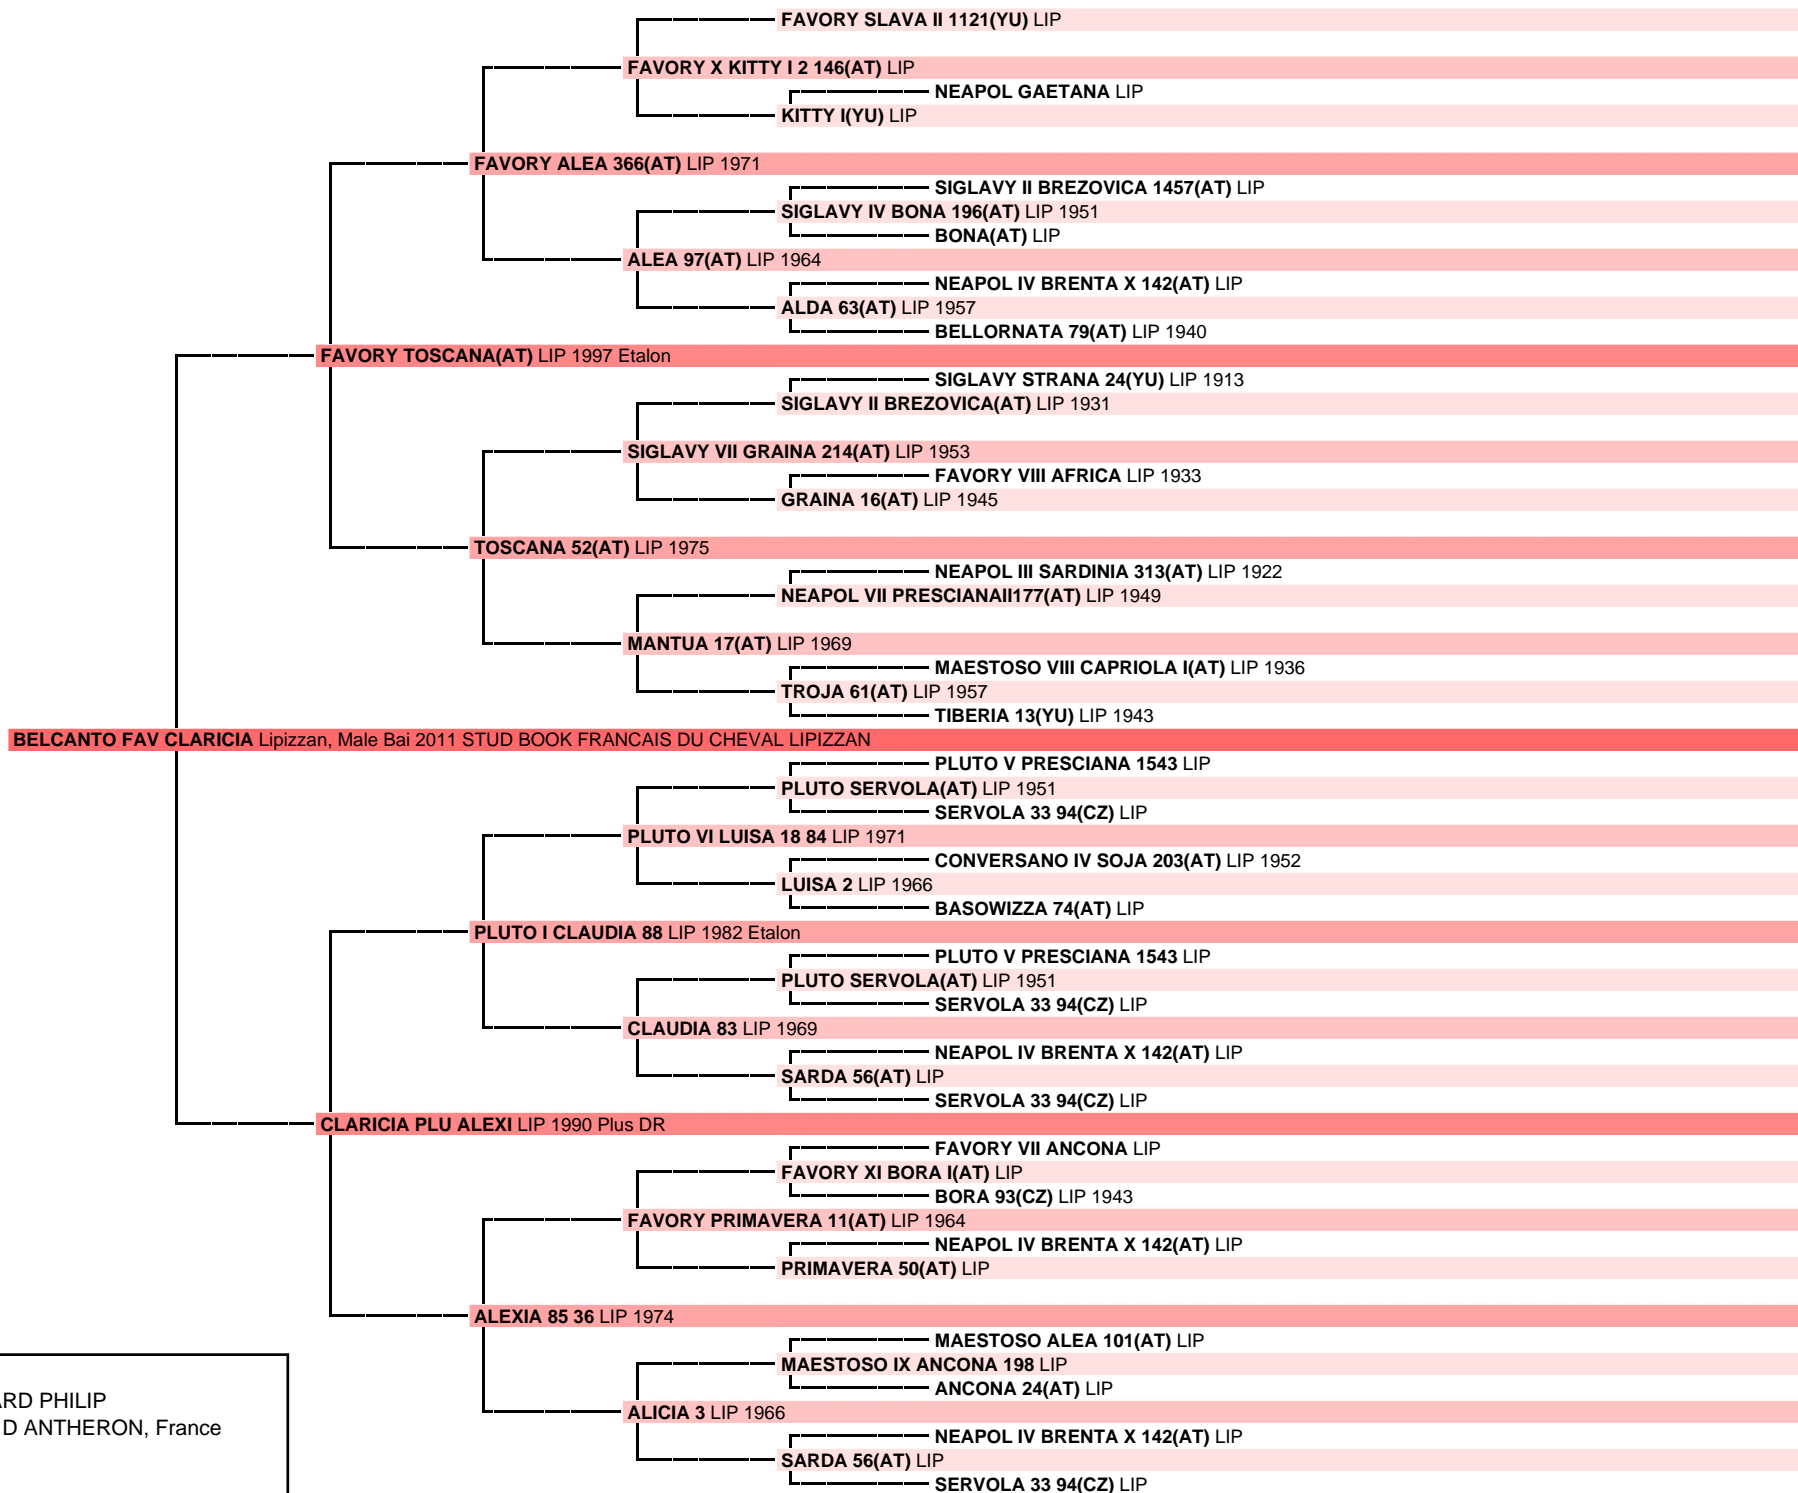 FAVORY SLAVA II 1121(YU) LIP
FAVORY X KITTY I 2 146(AT) LIP
NEAPOL GAETANA LIP
KITTY I(YU) LIP
FAVORY ALEA 366(AT) LIP 1971
SIGLAVY II BREZOVICA 1457(AT) LIP
SIGLAVY IV BONA 196(AT) LIP 1951
BONA(AT) LIP
ALEA 97(AT) LIP 1964
NEAPOL IV BRENTA X 142(AT) LIP
ALDA 63(AT) LIP 1957
BELLORNATA 79(AT) LIP 1940
FAVORY TOSCANA(AT) LIP 1997 Etalon
SIGLAVY STRANA 24(YU) LIP 1913
SIGLAVY II BREZOVICA(AT) LIP 1931
SIGLAVY VII GRAINA 214(AT) LIP 1953
FAVORY VIII AFRICA LIP 1933
GRAINA 16(AT) LIP 1945
TOSCANA 52(AT) LIP 1975
NEAPOL III SARDINIA 313(AT) LIP 1922
NEAPOL VII PRESCIANAII177(AT) LIP 1949
MANTUA 17(AT) LIP 1969
MAESTOSO VIII CAPRIOLA I(AT) LIP 1936
TROJA 61(AT) LIP 1957
TIBERIA 13(YU) LIP 1943
BELCANTO FAV CLARICIA Lipizzan, Male Bai 2011 STUD BOOK FRANCAIS DU CHEVAL LIPIZZAN
PLUTO V PRESCIANA 1543 LIP
PLUTO SERVOLA(AT) LIP 1951
SERVOLA 33 94(CZ) LIP
PLUTO VI LUISA 18 84 LIP 1971
CONVERSANO IV SOJA 203(AT) LIP 1952
LUISA 2 LIP 1966
BASOWIZZA 74(AT) LIP
PLUTO I CLAUDIA 88 LIP 1982 Etalon
PLUTO V PRESCIANA 1543 LIP
PLUTO SERVOLA(AT) LIP 1951
SERVOLA 33 94(CZ) LIP
CLAUDIA 83 LIP 1969
NEAPOL IV BRENTA X 142(AT) LIP
SARDA 56(AT) LIP
SERVOLA 33 94(CZ) LIP
CLARICIA PLU ALEXI LIP 1990 Plus DR
FAVORY VII ANCONA LIP
FAVORY XI BORA I(AT) LIP
BORA 93(CZ) LIP 1943
FAVORY PRIMAVERA 11(AT) LIP 1964
NEAPOL IV BRENTA X 142(AT) LIP
PRIMAVERA 50(AT) LIP
ALEXIA 85 36 LIP 1974
MAESTOSO ALEA 101(AT) LIP
MAESTOSO IX ANCONA 198 LIP
ANCONA 24(AT) LIP
ARD PHILIP
ALICIA 3 LIP 1966
D ANTHERON, France
NEAPOL IV BRENTA X 142(AT) LIP
SARDA 56(AT) LIP
SERVOLA 33 94(CZ) LIP